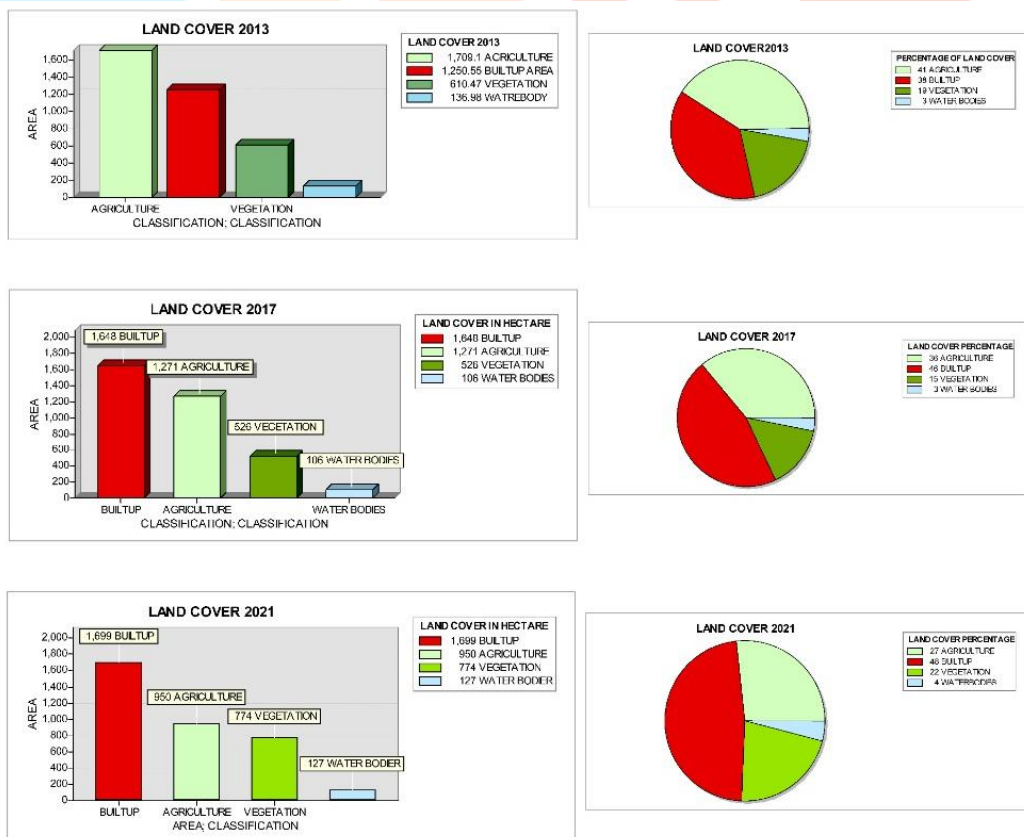 LAND COVER 2013
1,600
1,400
1,200
1,000
800
600
400
200
0
AREA
AGRICULTURE VEGETATION
CLASSIFICATION; CLASSIFICATION
LAND COVER 2013
1,709.1 AGRICULTURE
1,250.55 BUILTUP AREA
610.47 VEGETATION
136.98 WATREBODY
LAND COVER2013
PERCENTAGE OF LAND COVER
41 AGRICULTURE
38 BUILTUP
19 VEGETATION
3 WATER BODIES
LAND COVER 2017
2,000
1,800
1,600
1,400
1,200
1,000
800
600
400
200
0
AREA
1,648 BUILTUP
1,271 AGRICULTURE
526 VEGETATION
106 WATER BODIES
BUILTUP AGRICULTURE WATER BODIES
CLASSIFICATION; CLASSIFICATION
LAND COVER IN HECTARE
1,648 BUILTUP
1,271 AGRICULTURE
526 VEGETATION
106 WATER BODIES
LAND COVER 2017
LAND COVER PERCENTAGE
36 AGRICULTURE
46 BUILTUP
15 VEGETATION
3 WATER BODIES
LAND COVER 2021
2,000
1,800
1,600
1,400
1,200
1,000
800
600
400
200
0
AREA
1,699 BUILTUP
950 AGRICULTURE
774 VEGETATION
127 WATER BODIER
BUILTUP AGRICULTURE VEGETATION
AREA; CLASSIFICATION
LAND COVER IN HECTARE
1,699 BUILTUP
950 AGRICULTURE
774 VEGETATION
127 WATER BODIER
LAND COVER 2021
LAND COVER PERCENTAGE
27 AGRICULTURE
48 BUILTUP
22 VEGETATION
4 WATERBODIES